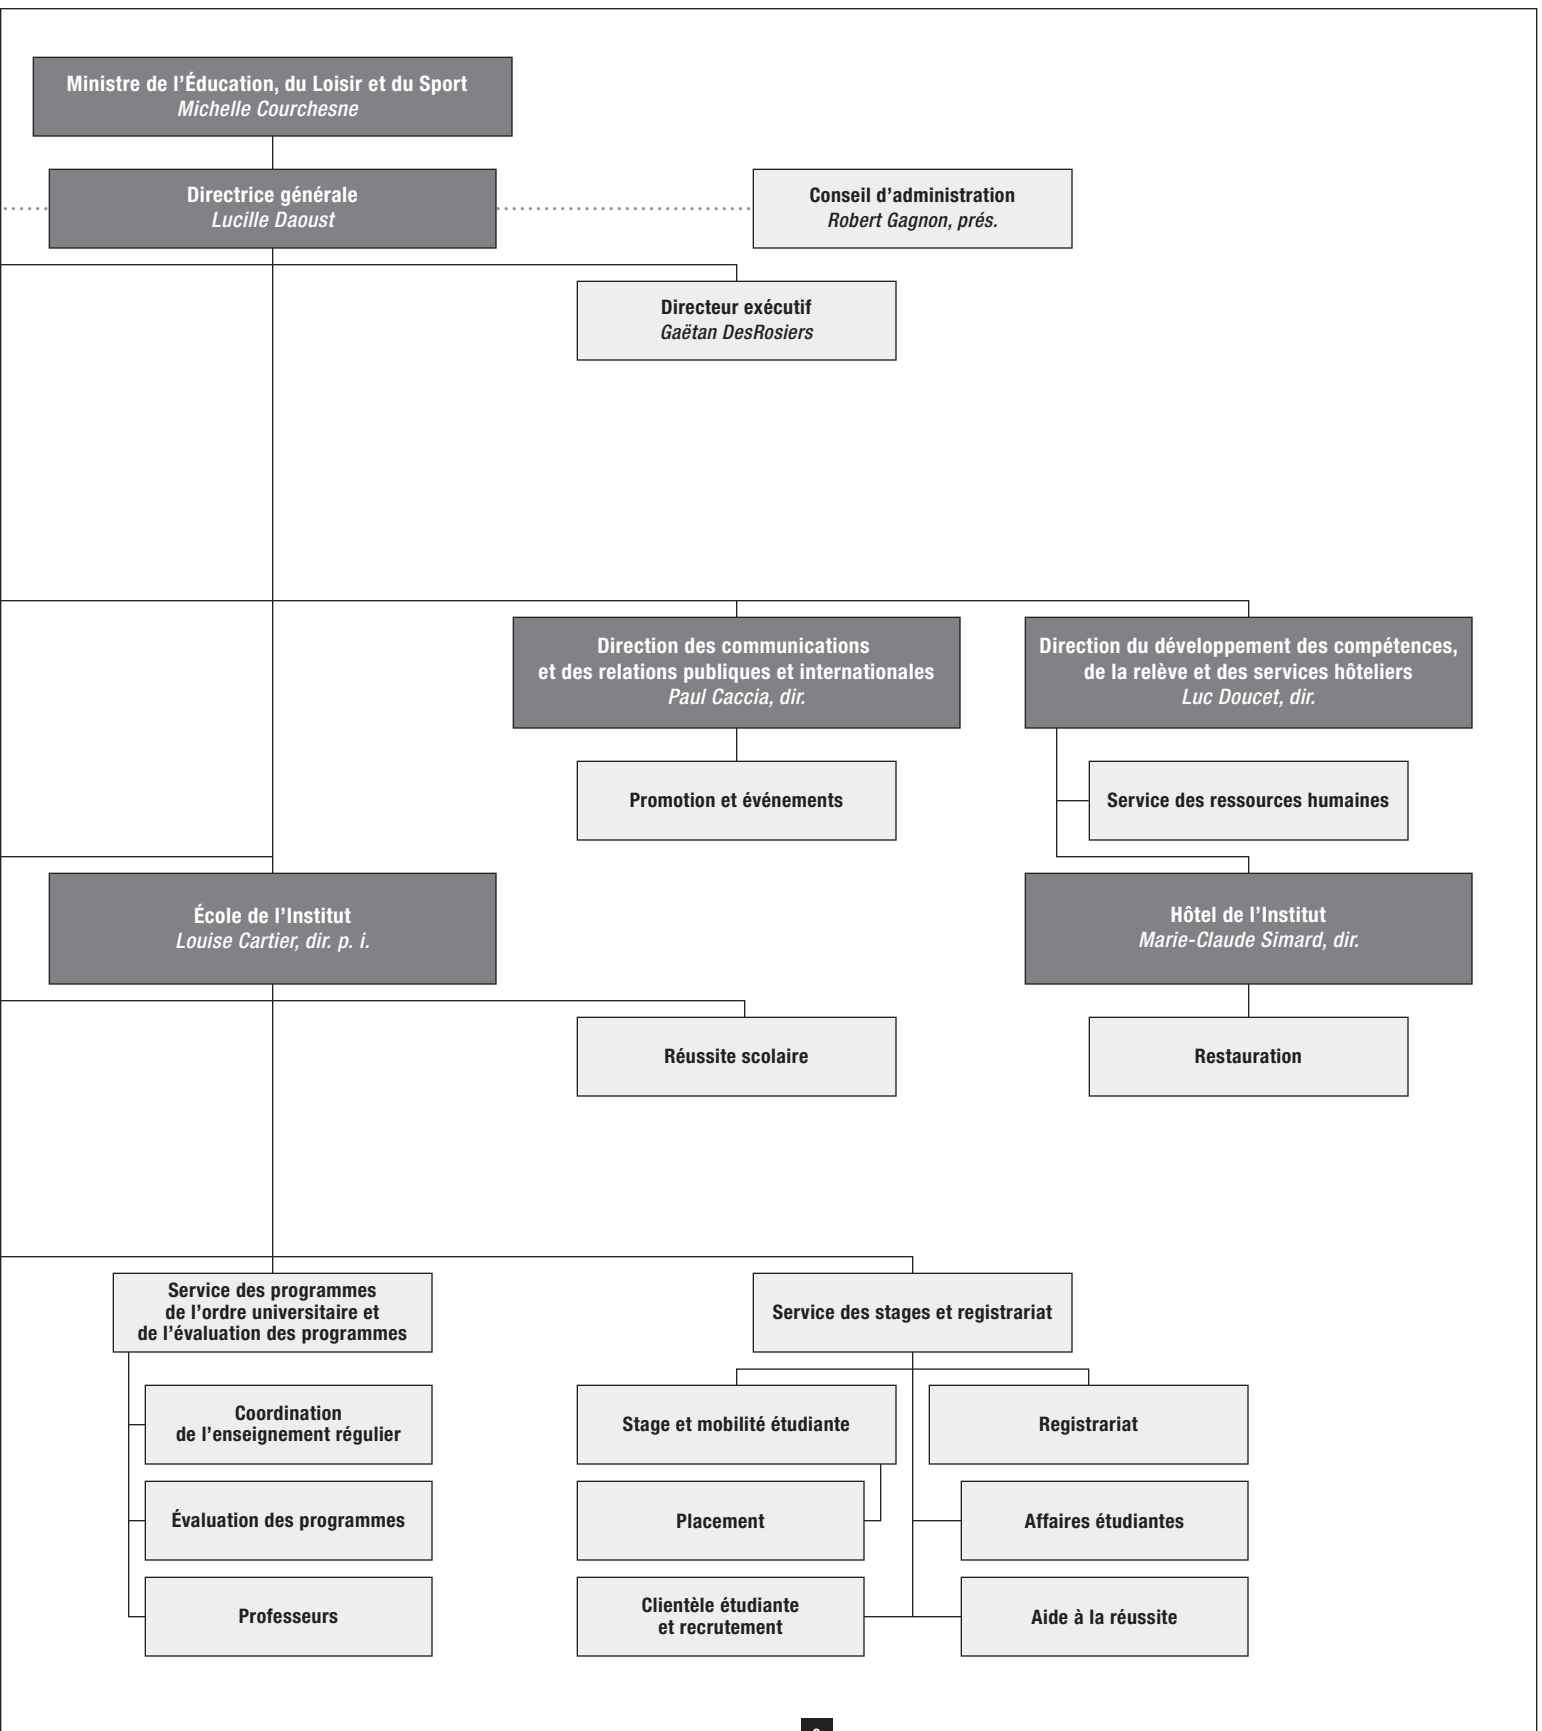 Ministre de l'Éducation, du Loisir et du Sport
Michelle Courchesne
Directrice générale
Lucille Daoust
Conseil d'administration
Robert Gagnon, prés.
Directeur exécutif
Gaëtan DesRosiers
Direction des communications
et des relations publiques et internationales
Paul Caccia, dir.
Direction du développement des compétences,
de la relève et des services hôteliers
Luc Doucet, dir.
Promotion et événements
Service des ressources humaines
École de l'Institut
Louise Cartier, dir. p. i.
Hôtel de l'Institut
Marie-Claude Simard, dir.
Réussite scolaire
Restauration
Service des programmes
de l'ordre universitaire et
de l'évaluation des programmes
Service des stages et registrariat
Coordination
de l'enseignement régulier
Stage et mobilité étudiante
Registrariat
Évaluation des programmes
Placement
Affaires étudiantes
Professeurs
Clientèle étudiante
et recrutement
Aide à la réussite